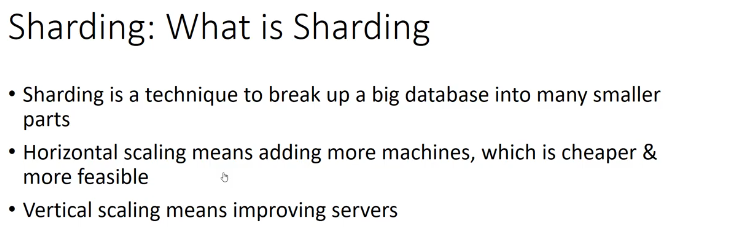 Sharding: What is Sharding
• Sharding is a technique to break up a big database into many smaller
parts
• Horizontal scaling means adding more machines, which is cheaper &
more feasible
• Vertical scaling means improving servers